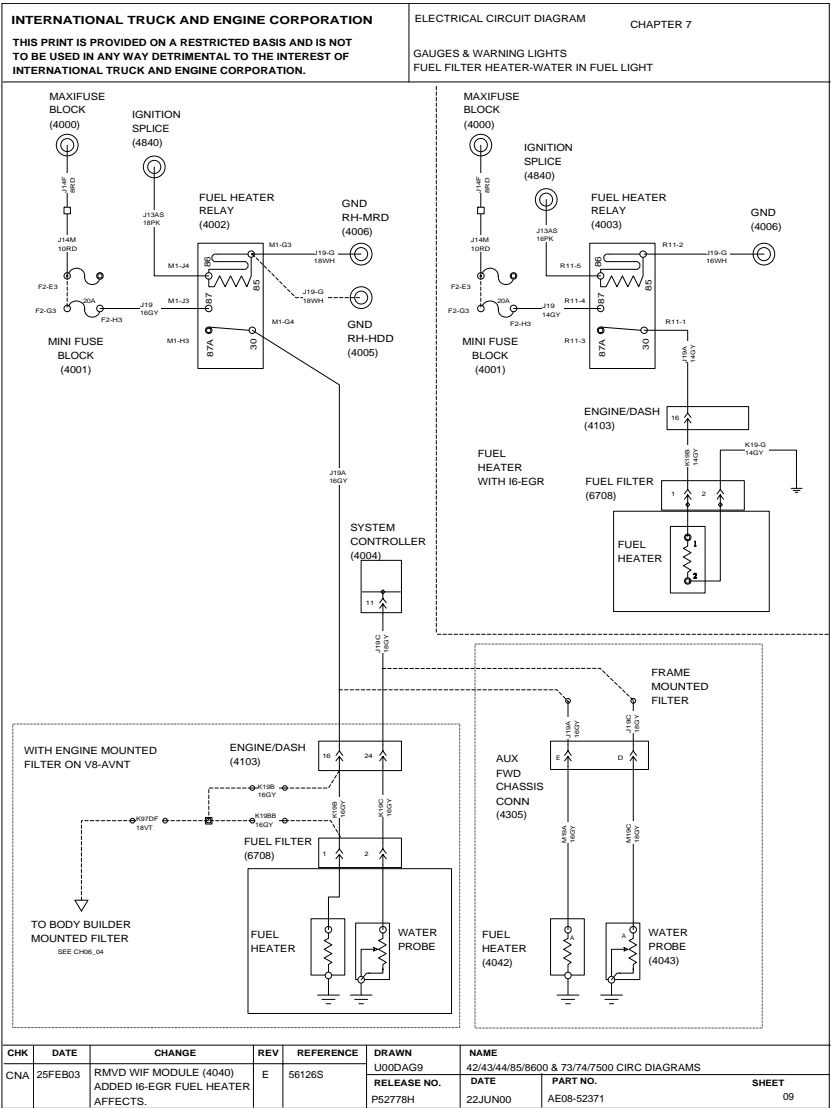 INTERNATIONAL TRUCK AND ENGINE CORPORATION
THIS PRINT IS PROVIDED ON A RESTRICTED BASIS AND IS NOT
TO BE USED IN ANY WAY DETRIMENTAL TO THE INTEREST OF
INTERNATIONAL TRUCK AND ENGINE CORPORATION.
ELECTRICAL CIRCUIT DIAGRAM
CHAPTER 7
GAUGES & WARNING LIGHTS
FUEL FILTER HEATER-WATER IN FUEL LIGHT
MAXIFUSE
BLOCK
(4000)
IGNITION
SPLICE
(4840)
J14F
8RD
J13AS
18PK
J14M
10RD
FUEL HEATER
RELAY
(4002)
GND
RH-MRD
(4006)
M1-G3
J19-G
18WH
M1-J4
86
85
J19-G
18WH
F2-E3
M1-J3
87
F2-G3
20A
F2-H3
J19
16GY
M1-G4
M1-H3
87A
30
GND
RH-HDD
(4005)
MINI FUSE
BLOCK
(4001)
J19A
16GY
SYSTEM
CONTROLLER
(4004)
11
J19C
18GY
MAXIFUSE
BLOCK
(4000)
IGNITION
SPLICE
(4840)
J14F
8RD
J13AS
16PK
J14M
10RD
FUEL HEATER
RELAY
(4003)
GND
(4006)
R11-2
J19-G
16WH
R11-5
86
85
F2-E3
R11-4
87
F2-G3
20A
F2-H3
J19
14GY
R11-1
R11-3
87A
30
MINI FUSE
BLOCK
(4001)
J19A
14GY
ENGINE/DASH
(4103)
16
K19B
14GY
K19-G
14GY
FUEL
HEATER
WITH I6-EGR
FUEL FILTER
(6708)
1
2
FUEL
HEATER
1
2
WITH ENGINE MOUNTED
FILTER ON V8-AVNT
ENGINE/DASH
(4103)
16
24
K19B
16GY
K19B
16GY
K19C
16GY
K97DF
18VT
K19BB
16GY
FUEL FILTER
(6708)
1
2
TO BODY BUILDER
MOUNTED FILTER
SEE CH06_04
FUEL
HEATER
WATER
PROBE
FRAME
MOUNTED
FILTER
J19A
16GY
J19C
18GY
AUX
FWD
CHASSIS
CONN
(4305)
E
D
M19A
16GY
M19C
18GY
FUEL
HEATER
(4042)
A
A
WATER
PROBE
(4043)
CHK
DATE
CHANGE
REV
REFERENCE
DRAWN
NAME
CNA
25FEB03
RMVD WIF MODULE (4040)
ADDED I6-EGR FUEL HEATER
AFFECTS.
E
56126S
U00DAG9
42/43/44/85/8600 & 73/74/7500 CIRC DIAGRAMS
RELEASE NO.
DATE
PART NO.
SHEET
P52778H
22JUN00
AE08-52371
09